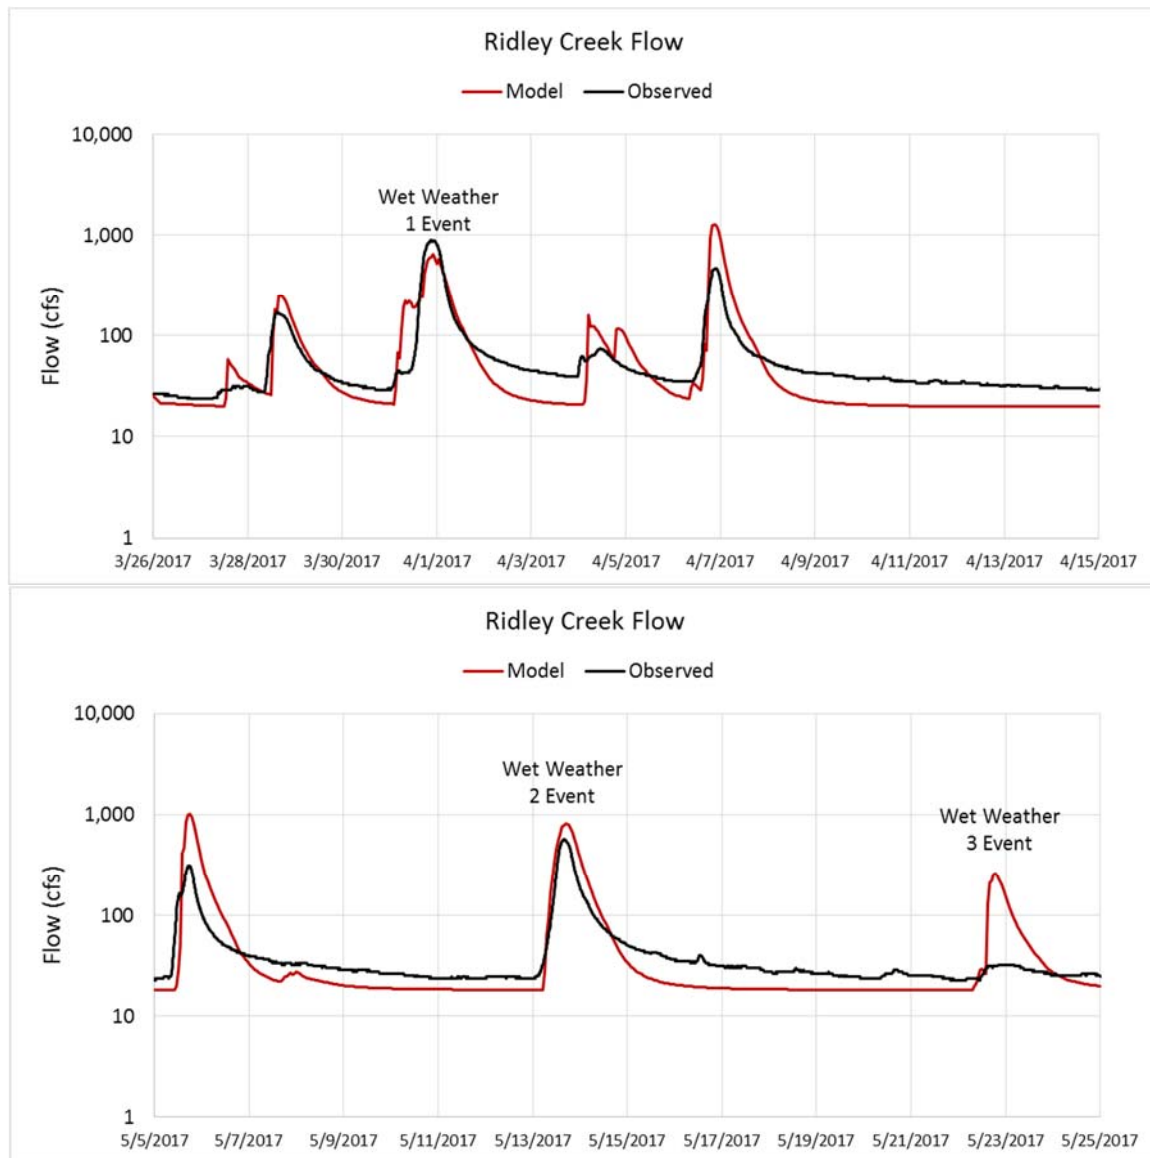 Ridley Creek Flow
Model Observed
10,000
Wet Weather
1 Event
1,000
100
Flow (cfs)
10
1
3/26/2017 3/28/2017 3/30/2017 4/1/2017 4/3/2017 4/5/2017 4/7/2017 4/9/2017 4/11/2017 4/13/2017 4/15/2017
Ridley Creek Flow
Model Observed
10,000
Wet Weather
2 Event
1,000
Wet Weather
3 Event
100
Flow (cfs)
10
1
5/5/2017 5/7/2017 5/9/2017 5/11/2017 5/13/2017 5/15/2017 5/17/2017 5/19/2017 5/21/2017 5/23/2017 5/25/2017